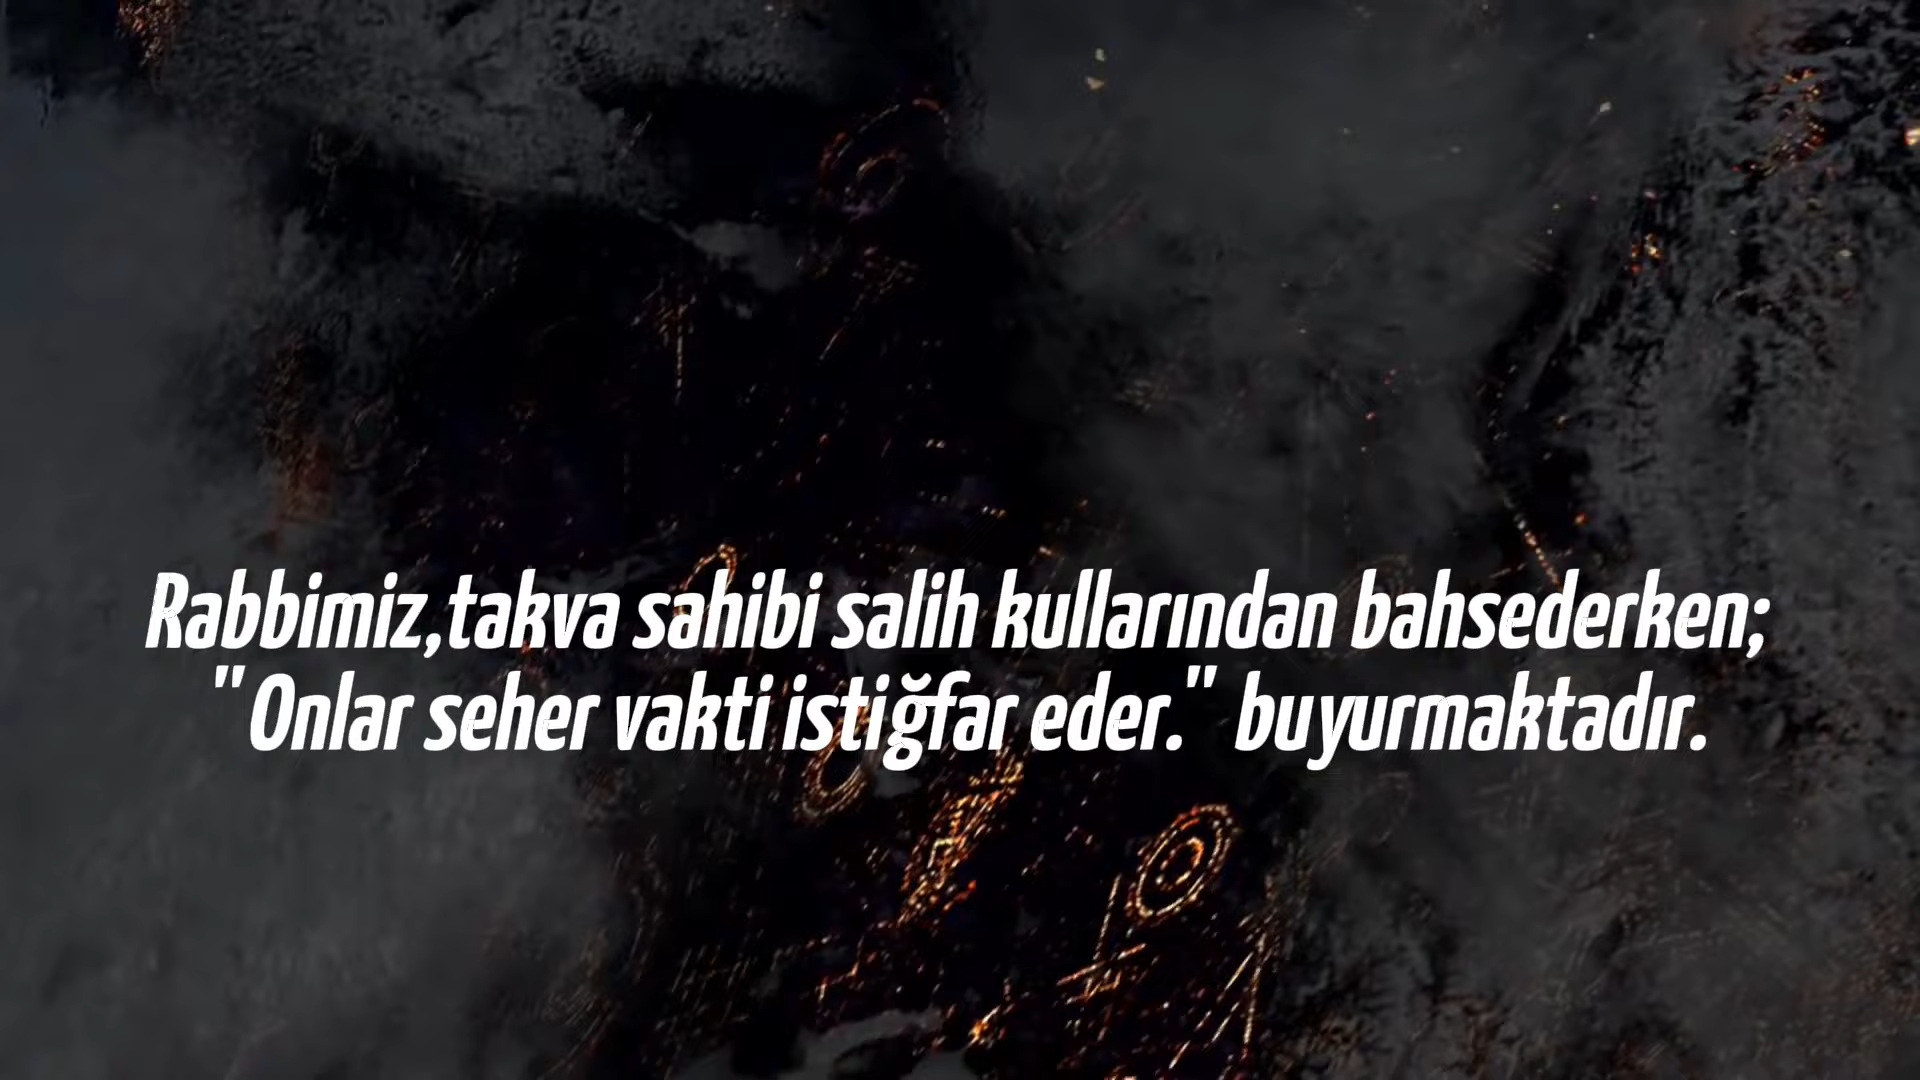 Rabbimiz,takva sahibi salih kullarından bahsederken;
"Onlar seher vakti istiğfar eder." buyurmaktadır.